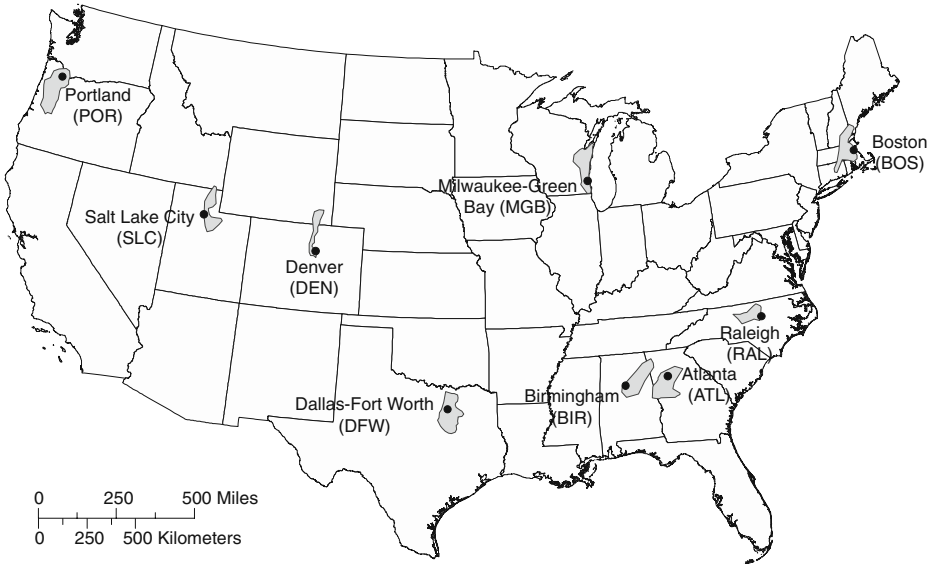 Portland
(POR)
Boston
(BOS)
Milwaukee-Green
Bay (MGB)
Salt Lake City
(SLC)
Denver
(DEN)
Raleigh
(RAL)
Atlanta
(ATL)
Birmingham
(BIR)
Dallas-Fort Worth
(DFW)
0 250 500 Miles
0 250 500 Kilometers